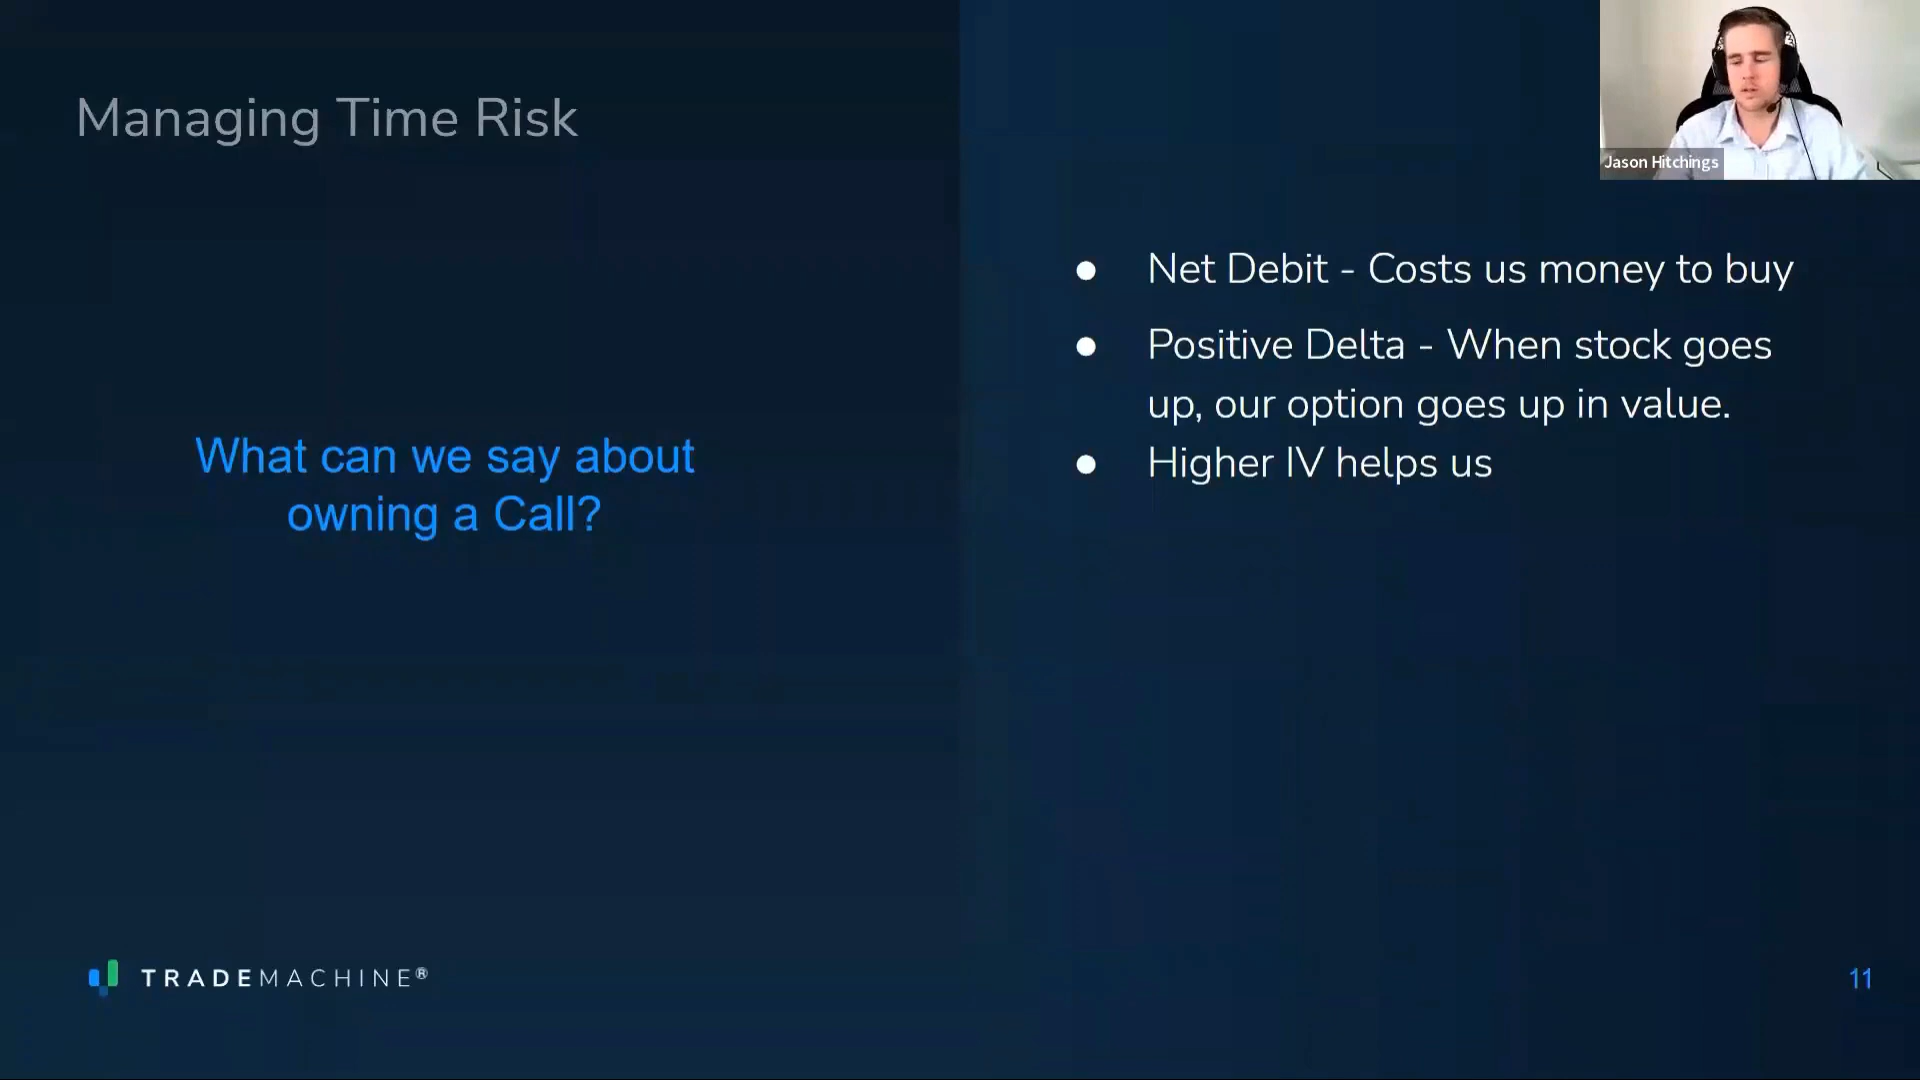 Managing Time Risk
Jason Hitchings
What can we say about
owning a Call?
● Net Debit - Costs us money to buy
● Positive Delta - When stock goes
up, our option goes up in value.
● Higher IV helps us
TRADEMACHINE®
11